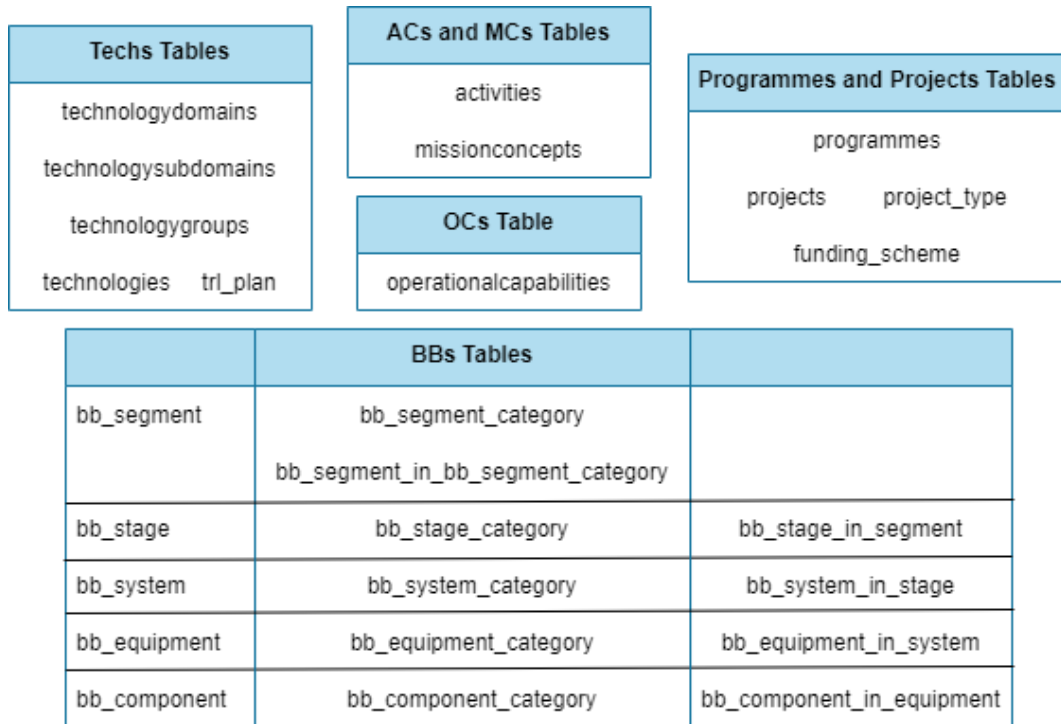 Techs Tables
technologydomains
technologysubdomains
technologygroups
technologies trl_plan
ACs and MCs Tables
activities
missionconcepts
OCs Table
operationalcapabilities
Programmes and Projects Tables
programmes
projects project_type
funding_scheme
BBs Tables
bb_segment bb_segment_category
bb_segment_in_bb_segment_category
bb_stage bb_stage_category bb_stage_in_segment
bb_system bb_system_category bb_system_in_stage
bb_equipment bb_equipment_category bb_equipment_in_system
bb_component bb_component_category bb_component_in_equipment